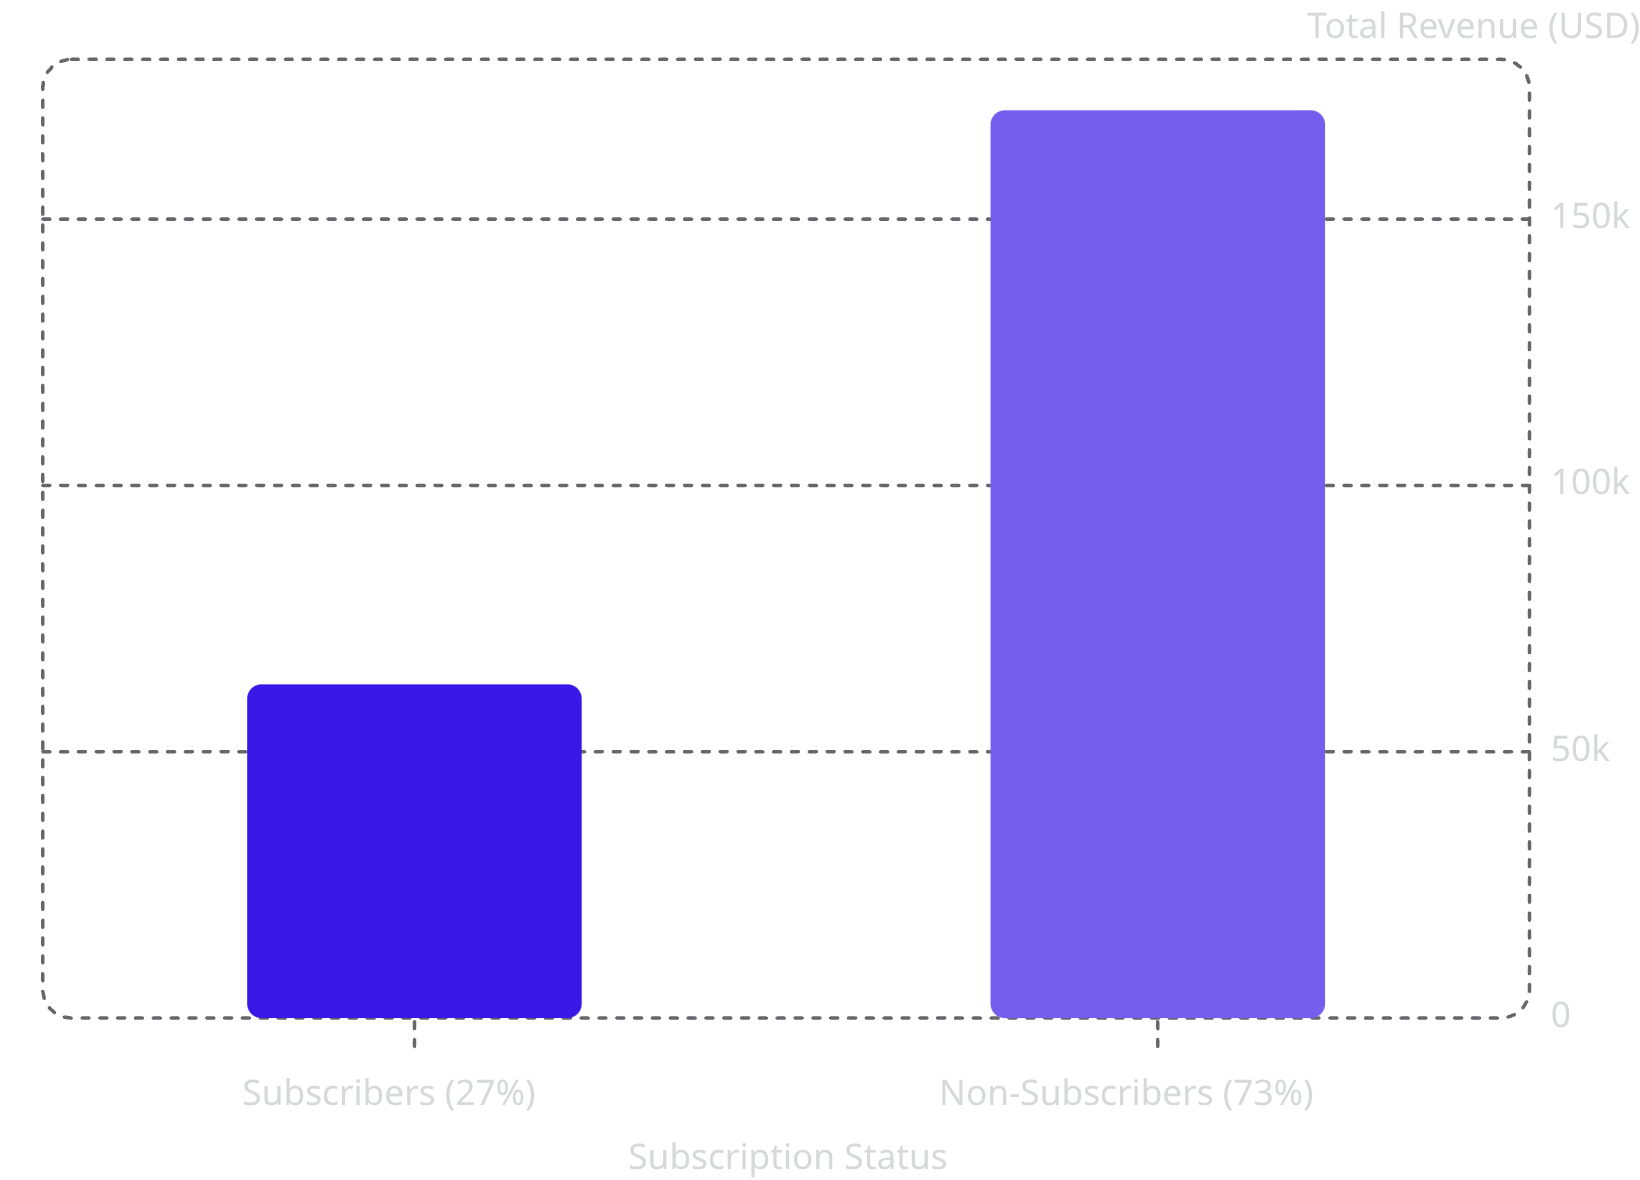 Total Revenue (USD)
150k
100k
50k
0
Subscribers (27%)
Non-Subscribers (73%)
Subscription Status